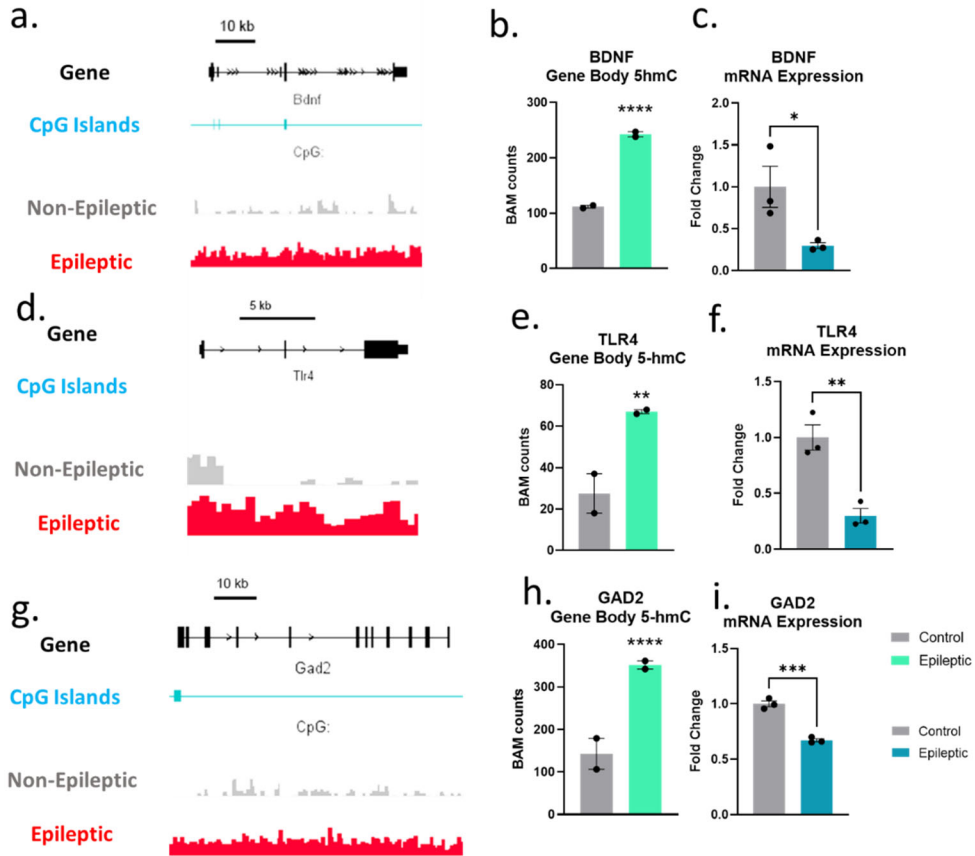 a.
10 kb
Gene
Bdnf
CpG Islands
CpG:
Non-Epileptic
Epileptic
b.
BDNF
Gene Body 5hmC
****
BAM counts
300
200
100
0
c.
BDNF
mRNA Expression
*
Fold Change
2.0
1.5
1.0
0.5
0.0
d.
5 kb
Gene
Tlr4
CpG Islands
Non-Epileptic
Epileptic
e.
TLR4
Gene Body 5-hmC
**
BAM counts
80
60
40
20
0
f.
TLR4
mRNA Expression
**
Fold Change
1.5
1.0
0.5
0.0
g.
10 kb
Gene
Gad2
CpG Islands
CpG:
Non-Epileptic
Epileptic
h.
GAD2
Gene Body 5-hmC
****
BAM counts
400
300
200
100
0
i.
GAD2
mRNA Expression
***
Fold Change
1.5
1.0
0.5
0.0
Control
Epileptic
Control
Epileptic